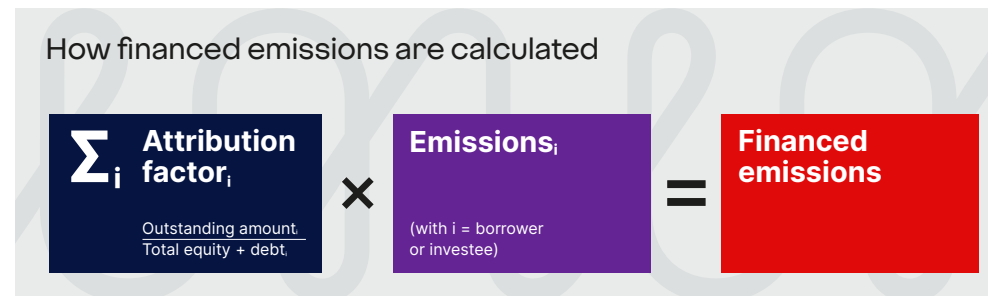 How financed emissions are calculated
Σi
Attribution
factori
Outstanding amounti
Total equity + debti
×
Emissionsi
(with i = borrower
or investee)
=
Financed
emissions